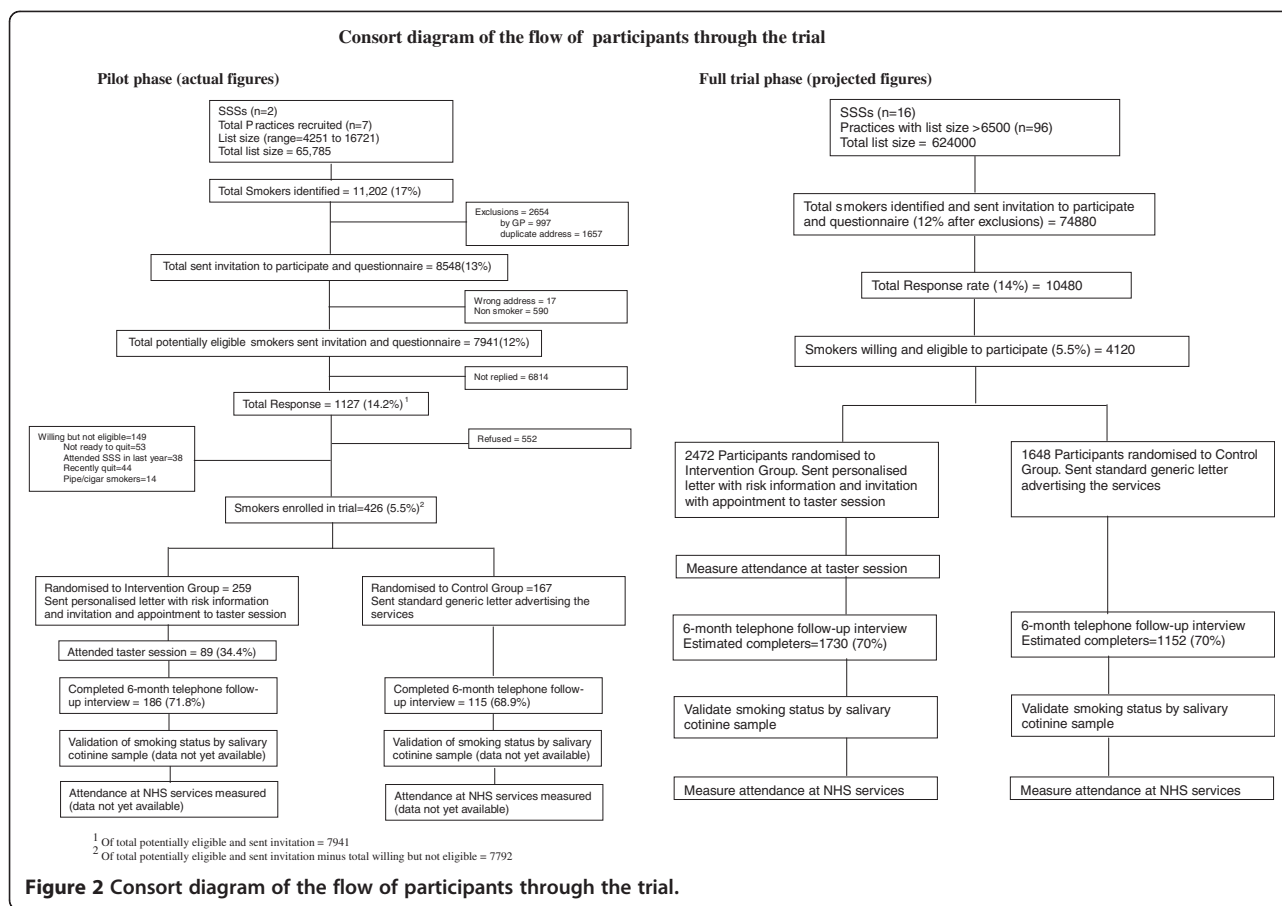 Consort diagram of the flow of participants through the trial
Pilot phase (actual figures)
SSSs (n=2)
Total Practices recruited (n=7)
List size (range=4251 to 16721)
Total list size = 65,785
Total Smokers identified = 11,202 (17%)
Exclusions = 2654
by GP = 997
duplicate address = 1657
Total sent invitation to participate and questionnaire = 8548(13%)
Wrong address = 17
Non smoker = 590
Total potentially eligible smokers sent invitation and questionnaire = 7941(12%)
Not replied = 6814
Total Response = 1127 (14.2%) 1
Willing but not eligible=149
Not ready to quit=53
Attended SSS in last year=38
Recently quit=44
Pipe/cigar smokers=14
Refused = 552
Smokers enrolled in trial=426 (5.5%)2
Randomised to Intervention Group = 259
Sent personalised letter with risk information
and invitation and appointment to taster session
Attended taster session = 89 (34.4%)
Completed 6-month telephone follow-
up interview = 186 (71.8%)
Validation of smoking status by salivary
cotinine sample (data not yet available)
Attendance at NHS services measured
(data not yet available)
Randomised to Control Group =167
Sent standard generic letter advertising the
services
Completed 6-month telephone follow-
up interview = 115 (68.9%)
Validation of smoking status by salivary
cotinine sample (data not yet available)
Attendance at NHS services measured
(data not yet available)
1 Of total potentially eligible and sent invitation = 7941
2 Of total potentially eligible and sent invitation minus total willing but not eligible = 7792
Full trial phase (projected figures)
SSSs (n=16)
Practices with list size >6500 (n=96)
Total list size = 624000
Total smokers identified and sent invitation to participate
and questionnaire (12% after exclusions) = 74880
Total Response rate (14%) = 10480
Smokers willing and eligible to participate (5.5%) = 4120
2472 Participants randomised to
Intervention Group. Sent personalised
letter with risk information and invitation
with appointment to taster session
Measure attendance at taster session
6-month telephone follow-up interview
Estimated completers=1730 (70%)
Validate smoking status by salivary
cotinine sample
Measure attendance at NHS services
1648 Participants randomised to Control
Group. Sent standard generic letter
advertising the services
6-month telephone follow-up interview
Estimated completers=1152 (70%)
Validate smoking status by salivary
cotinine sample
Measure attendance at NHS services
Figure 2 Consort diagram of the flow of participants through the trial.